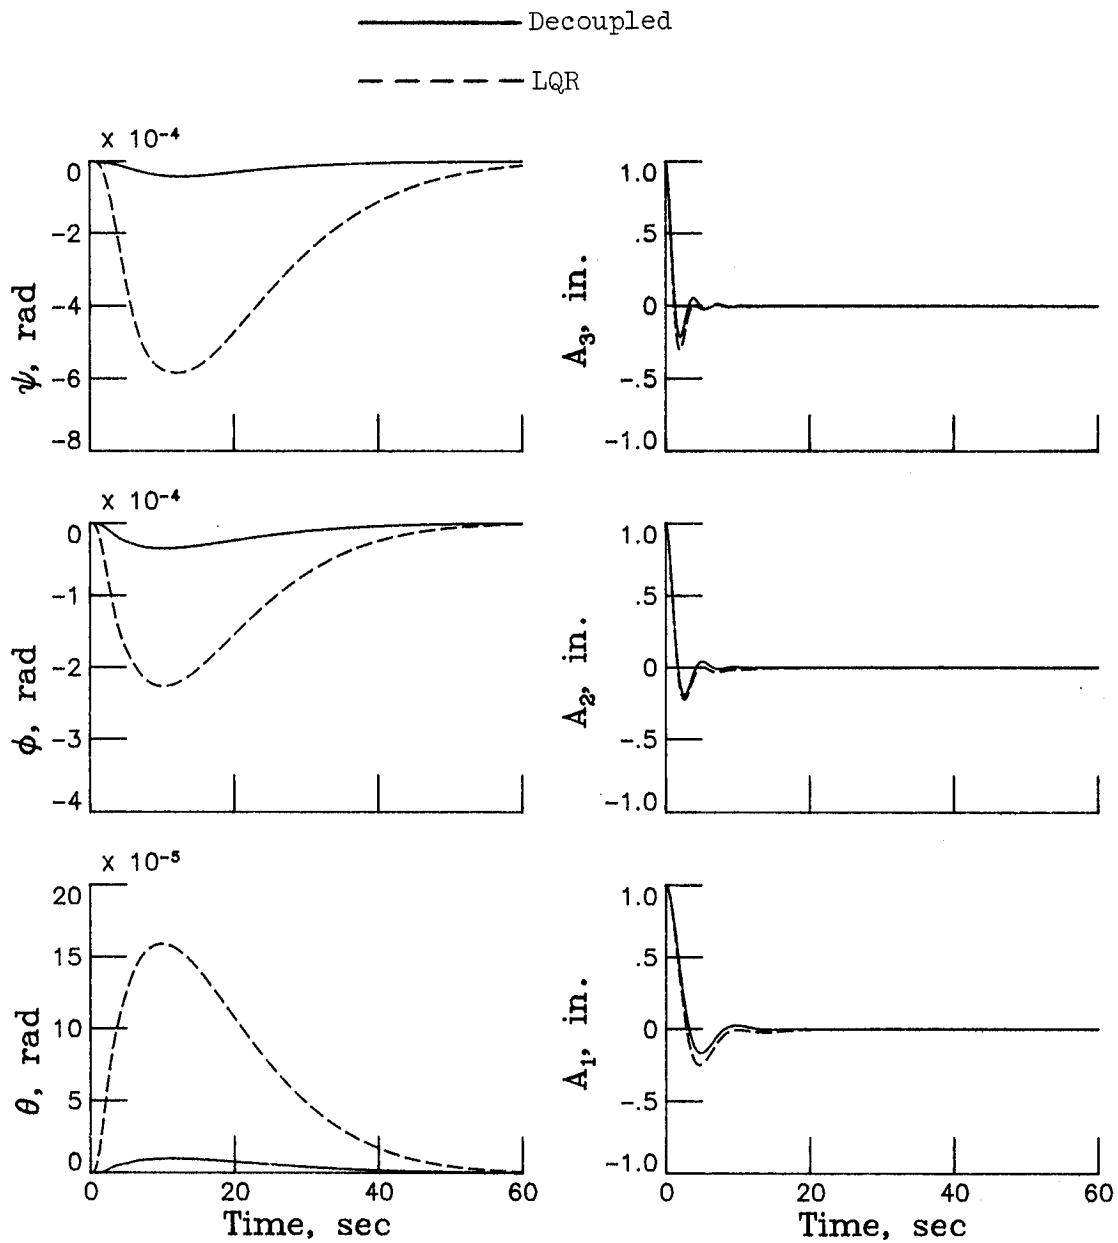 Decoupled
LQR
x 10⁻⁴
0
-2
-4
-6
-8
ψ, rad
1.0
.5
0
-.5
-1.0
A₃, in.
x 10⁻⁴
0
-1
-2
-3
-4
φ, rad
1.0
.5
0
-.5
-1.0
A₂, in.
x 10⁻⁵
20
15
10
5
0
θ, rad
0 20 40 60
Time, sec
1.0
.5
0
-.5
-1.0
A₁, in.
0 20 40 60
Time, sec